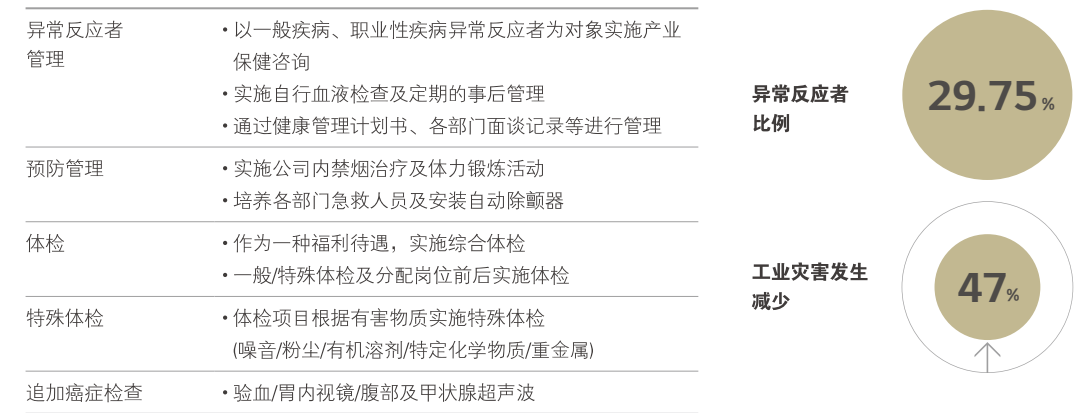 异常反应者
管理
• 以一般疾病、职业性疾病异常反应者为对象实施产业
保健咨询
• 实施自行血液检查及定期的事后管理
• 通过健康管理计划书、各部门面谈记录等进行管理
预防管理
• 实施公司内禁烟治疗及体力锻炼活动
• 培养各部门急救人员及安装自动除颤器
体检
• 作为一种福利待遇，实施综合体检
• 一般/特殊体检及分配岗位前后实施体检
特殊体检
• 体检项目根据有害物质实施特殊体检
(噪音/粉尘/有机溶剂/特定化学物质/重金属)
追加癌症检查
• 验血/胃内视镜/腹部及甲状腺超声波
异常反应者
比例
29.75%
工业灾害发生
减少
47%